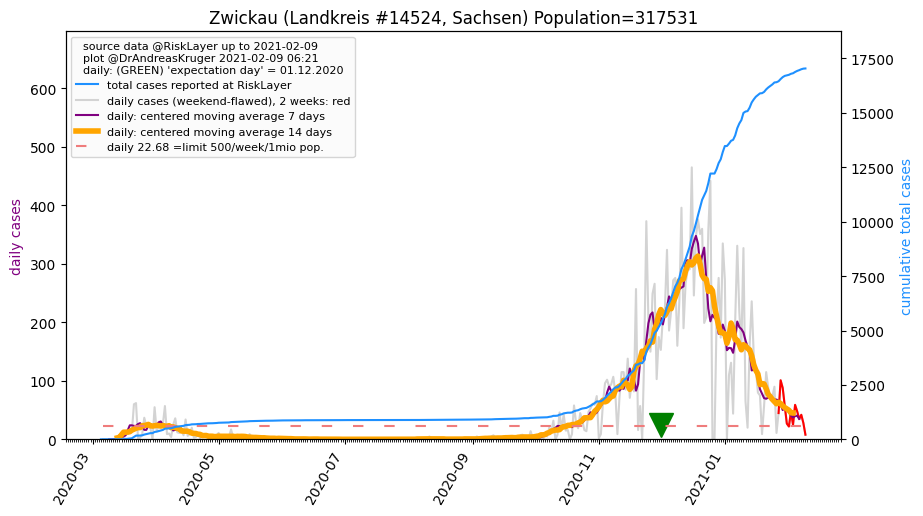 Zwickau (Landkreis #14524, Sachsen) Population=317531
source data @RiskLayer up to 2021-02-09
plot @DrAndreasKruger 2021-02-09 06:21
daily: (GREEN) 'expectation day' = 01.12.2020
total cases reported at RiskLayer
daily cases (weekend-flawed), 2 weeks: red
daily: centered moving average 7 days
daily: centered moving average 14 days
daily 22.68 =limit 500/week/1mio pop.
daily cases
600
500
400
300
200
100
0
cumulative total cases
17500
15000
12500
10000
7500
5000
2500
0
2020-03
2020-05
2020-07
2020-09
2020-11
2021-01